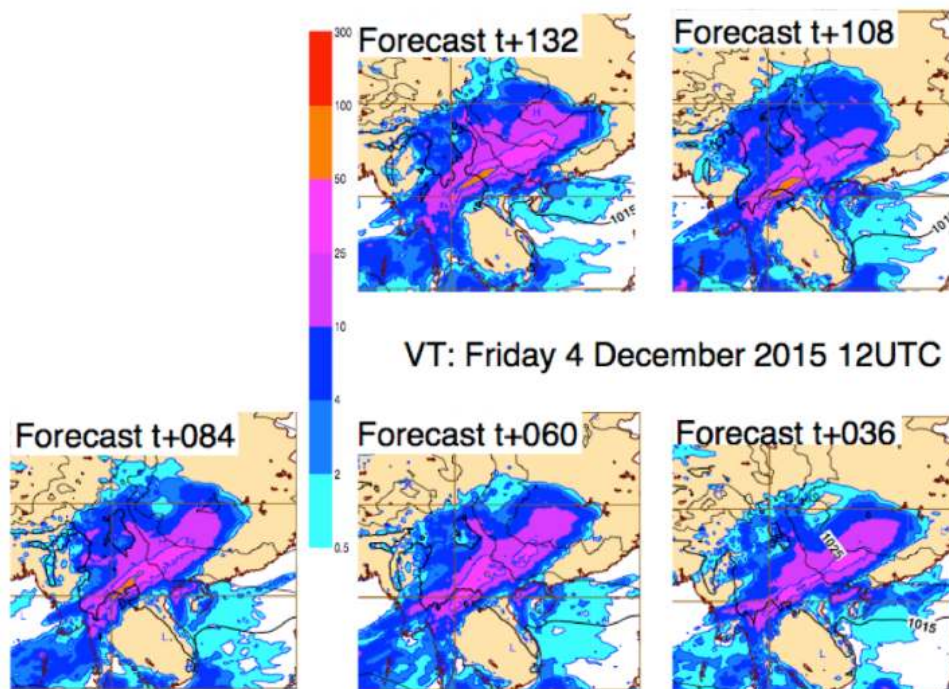 Forecast t+132
Forecast t+108
300
100
50
25
10
4
2
0.5
H
L
L
L
1015
101
VT: Friday 4 December 2015 12UTC
Forecast t+084
Forecast t+060
Forecast t+036
1025
L
L
L
1015